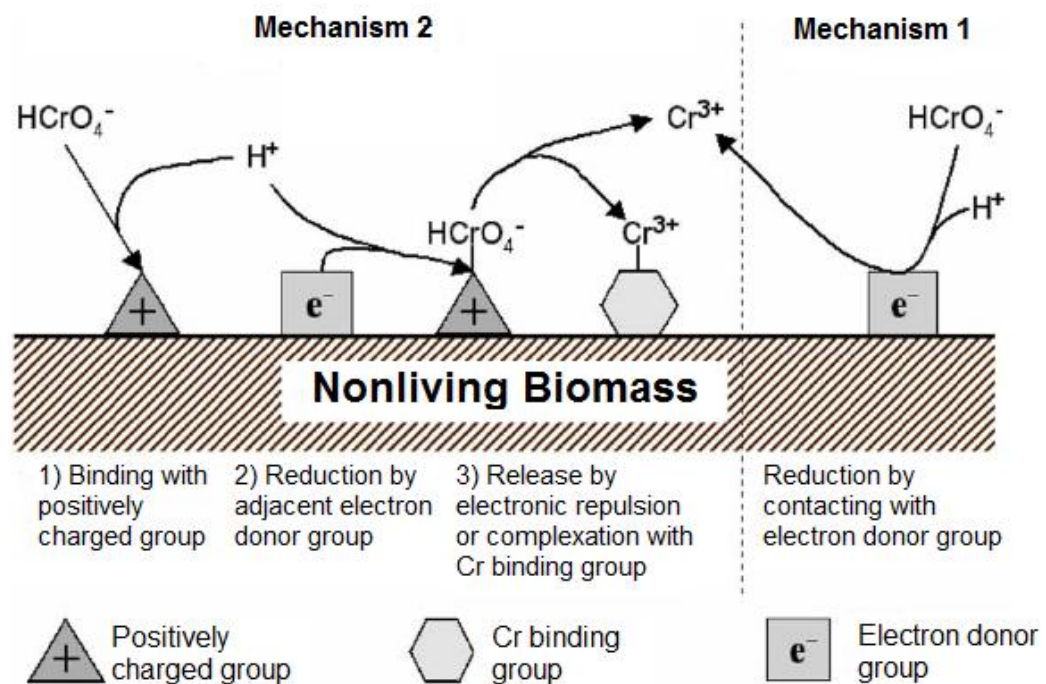 Mechanism 2
Mechanism 1
HCrO₄⁻
H⁺
HCrO₄⁻
Cr³⁺
Cr³⁺
HCrO₄⁻
H⁺
+
e⁻
+
e⁻
Nonliving Biomass
1) Binding with
positively
charged group
2) Reduction by
adjacent electron
donor group
3) Release by
electronic repulsion
or complexation with
Cr binding group
Reduction by
contacting with
electron donor group
+
Positively
charged group
Cr binding
group
e⁻
Electron donor
group